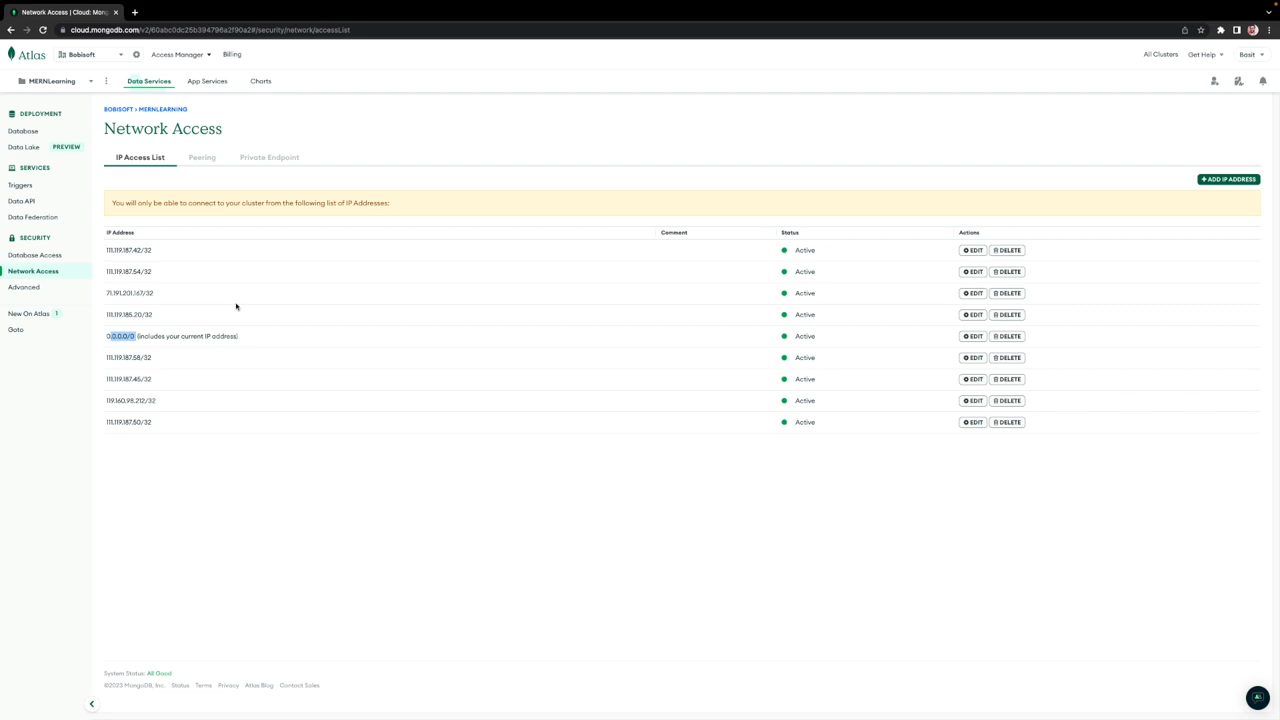 Network Access | Cloud: Mong
cloud.mongodb.com/v2/60abc0dc25b394796a2f90a2#/security/network/accessList
Atlas
Bobisoft
Access Manager
Billing
All Clusters
Get Help
Basit
MERNLearning
Data Services
App Services
Charts
DEPLOYMENT
Database
Data Lake
PREVIEW
SERVICES
Triggers
Data API
Data Federation
SECURITY
Database Access
Network Access
Advanced
New On Atlas 1
Goto
BOBISOFT > MERNLEARNING
Network Access
IP Access List
Peering
Private Endpoint
+ ADD IP ADDRESS
You will only be able to connect to your cluster from the following list of IP Addresses:
IP Address Comment Status Actions
111.119.187.42/32 Active EDIT DELETE
111.119.187.54/32 Active EDIT DELETE
71.191.201.167/32 Active EDIT DELETE
111.119.185.20/32 Active EDIT DELETE
0.0.0.0/0 (includes your current IP address) Active EDIT DELETE
111.119.187.58/32 Active EDIT DELETE
111.119.187.45/32 Active EDIT DELETE
119.160.98.212/32 Active EDIT DELETE
111.119.187.50/32 Active EDIT DELETE
System Status: All Good
©2023 MongoDB, Inc. Status Terms Privacy Atlas Blog Contact Sales